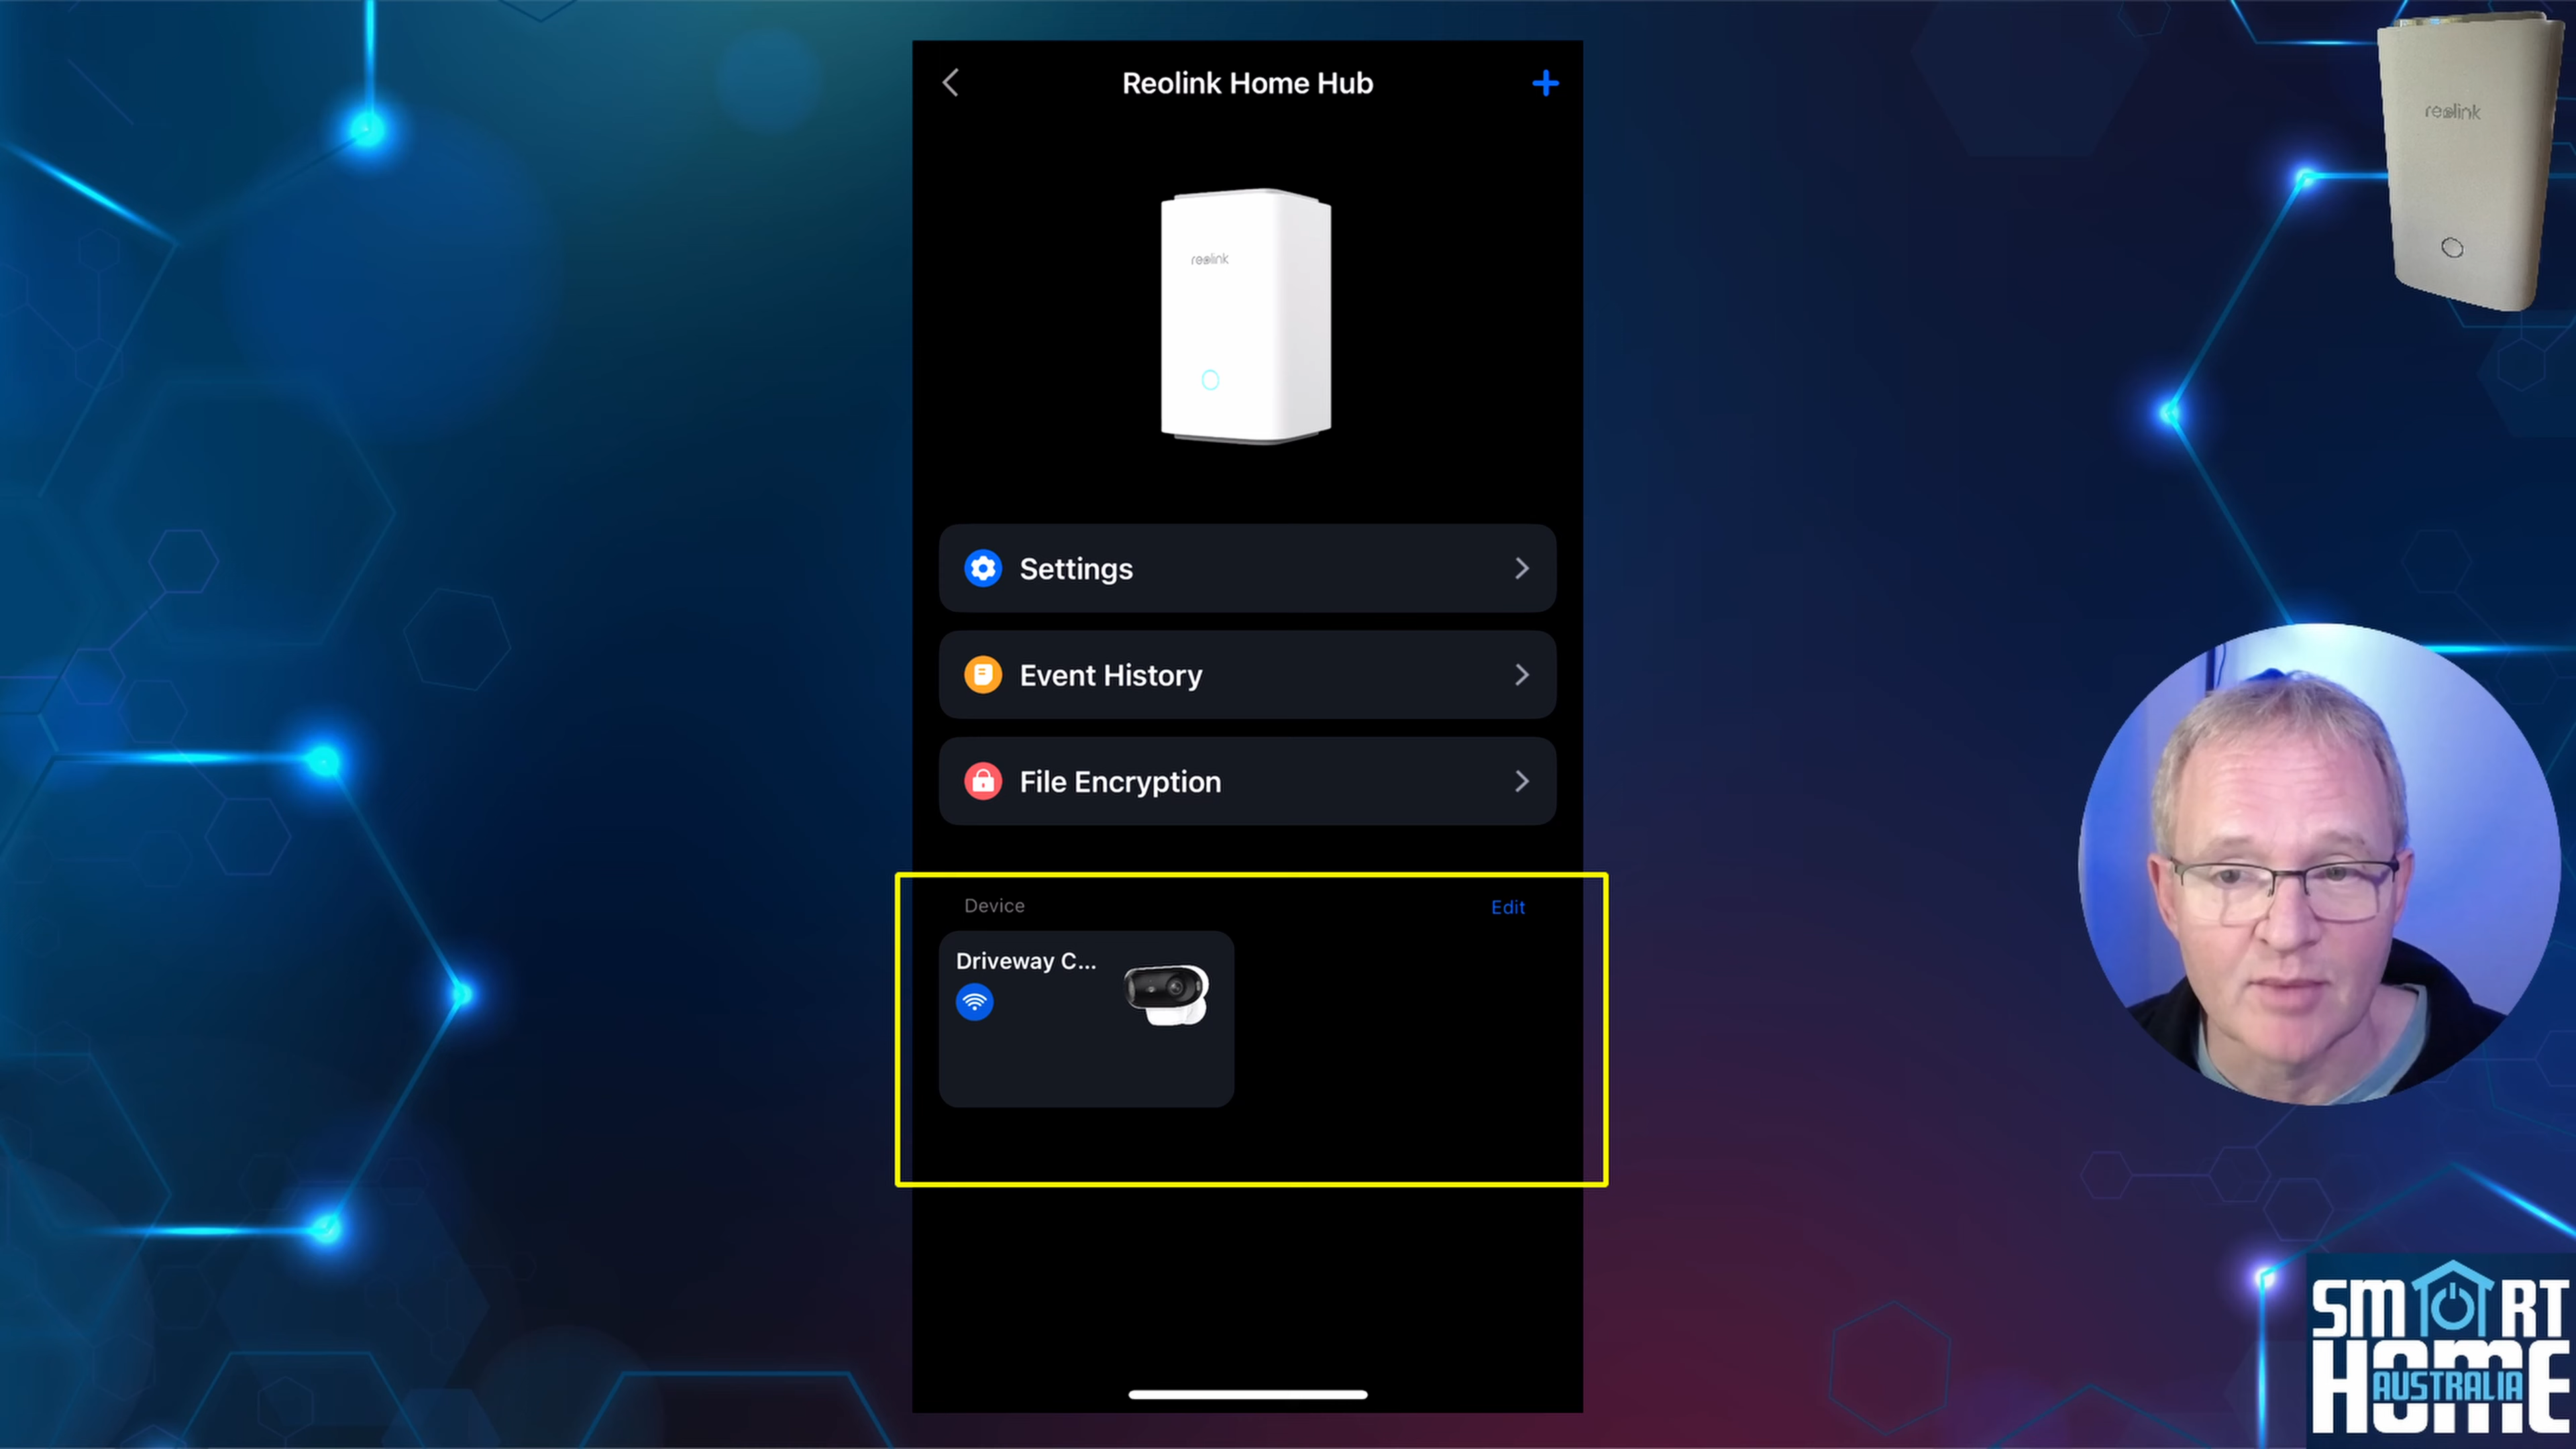 Reolink Home Hub
reolink
reolink
Settings
Event History
File Encryption
Device
Edit
Driveway C...
SMART
HOME
AUSTRALIA